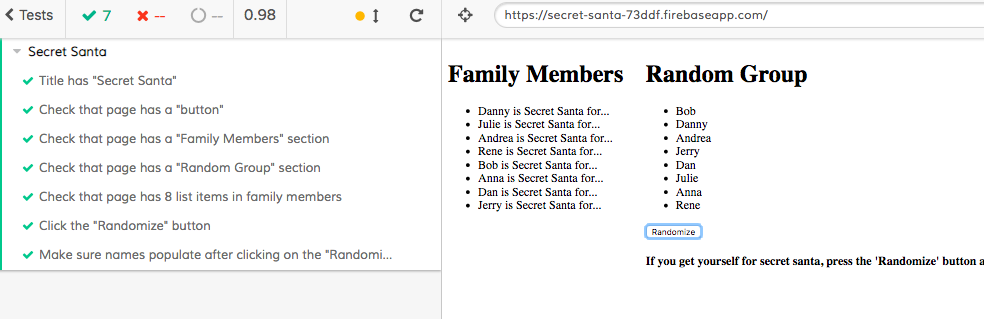 Tests 7 -- -- 0.98
https://secret-santa-73ddf.firebaseapp.com/
Secret Santa
Title has "Secret Santa"
Check that page has a "button"
Check that page has a "Family Members" section
Check that page has a "Random Group" section
Check that page has 8 list items in family members
Click the "Randomize" button
Make sure names populate after clicking on the "Randomi...
Family Members
Danny is Secret Santa for...
Julie is Secret Santa for...
Andrea is Secret Santa for...
Rene is Secret Santa for...
Bob is Secret Santa for...
Anna is Secret Santa for...
Dan is Secret Santa for...
Jerry is Secret Santa for...
Random Group
Bob
Danny
Andrea
Jerry
Dan
Julie
Anna
Rene
Randomize
If you get yourself for secret santa, press the 'Randomize' button a